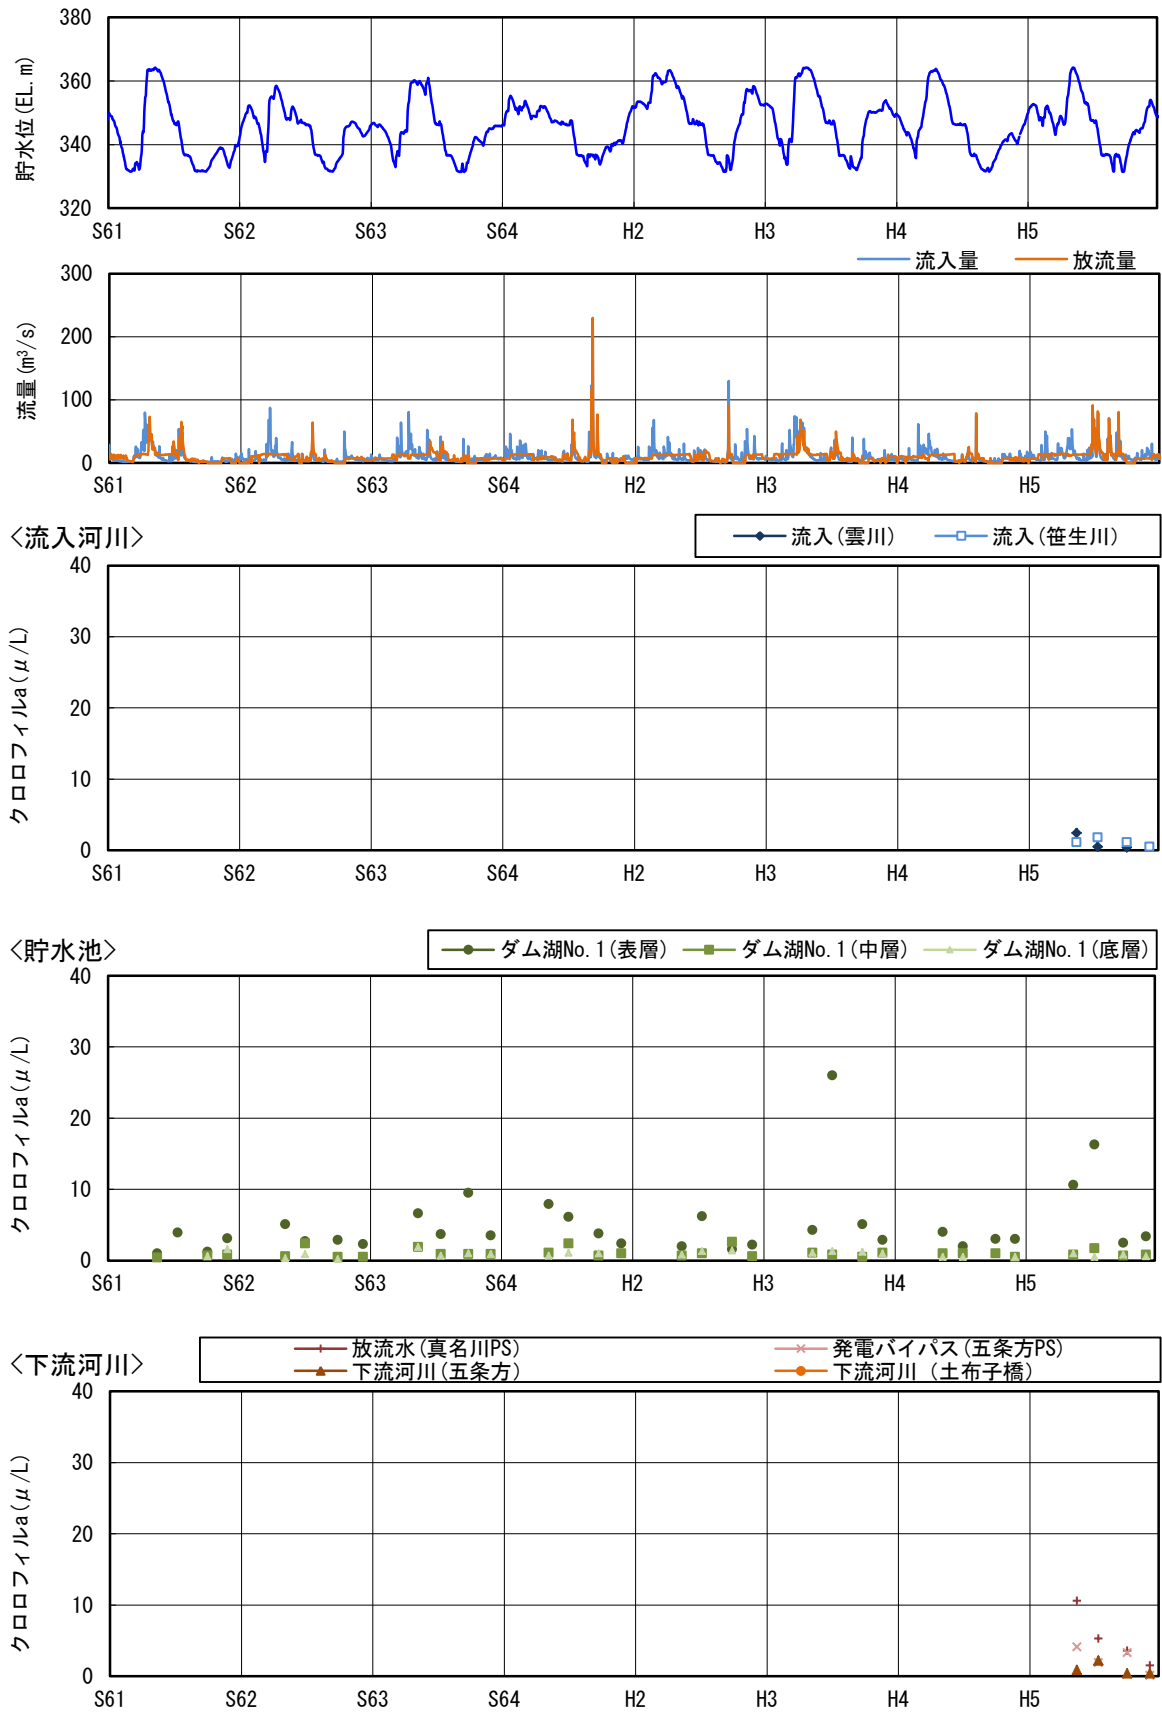 380
360
340
320
貯水位(EL.m)
S61 S62 S63 S64 H2 H3 H4 H5
流入量 放流量
300
200
100
0
流量(m³/s)
S61 S62 S63 S64 H2 H3 H4 H5
<流入河川>
流入(雲川) 流入(笹生川)
40
30
20
10
0
クロロフィルa(μ/L)
S61 S62 S63 S64 H2 H3 H4 H5
<貯水池>
ダム湖No.1(表層) ダム湖No.1(中層) ダム湖No.1(底層)
40
30
20
10
0
クロロフィルa(μ/L)
S61 S62 S63 S64 H2 H3 H4 H5
<下流河川>
放流水(真名川PS) 発電バイパス(五条方PS)
下流河川(五条方) 下流河川 (土布子橋)
40
30
20
10
0
クロロフィルa(μ/L)
S61 S62 S63 S64 H2 H3 H4 H5